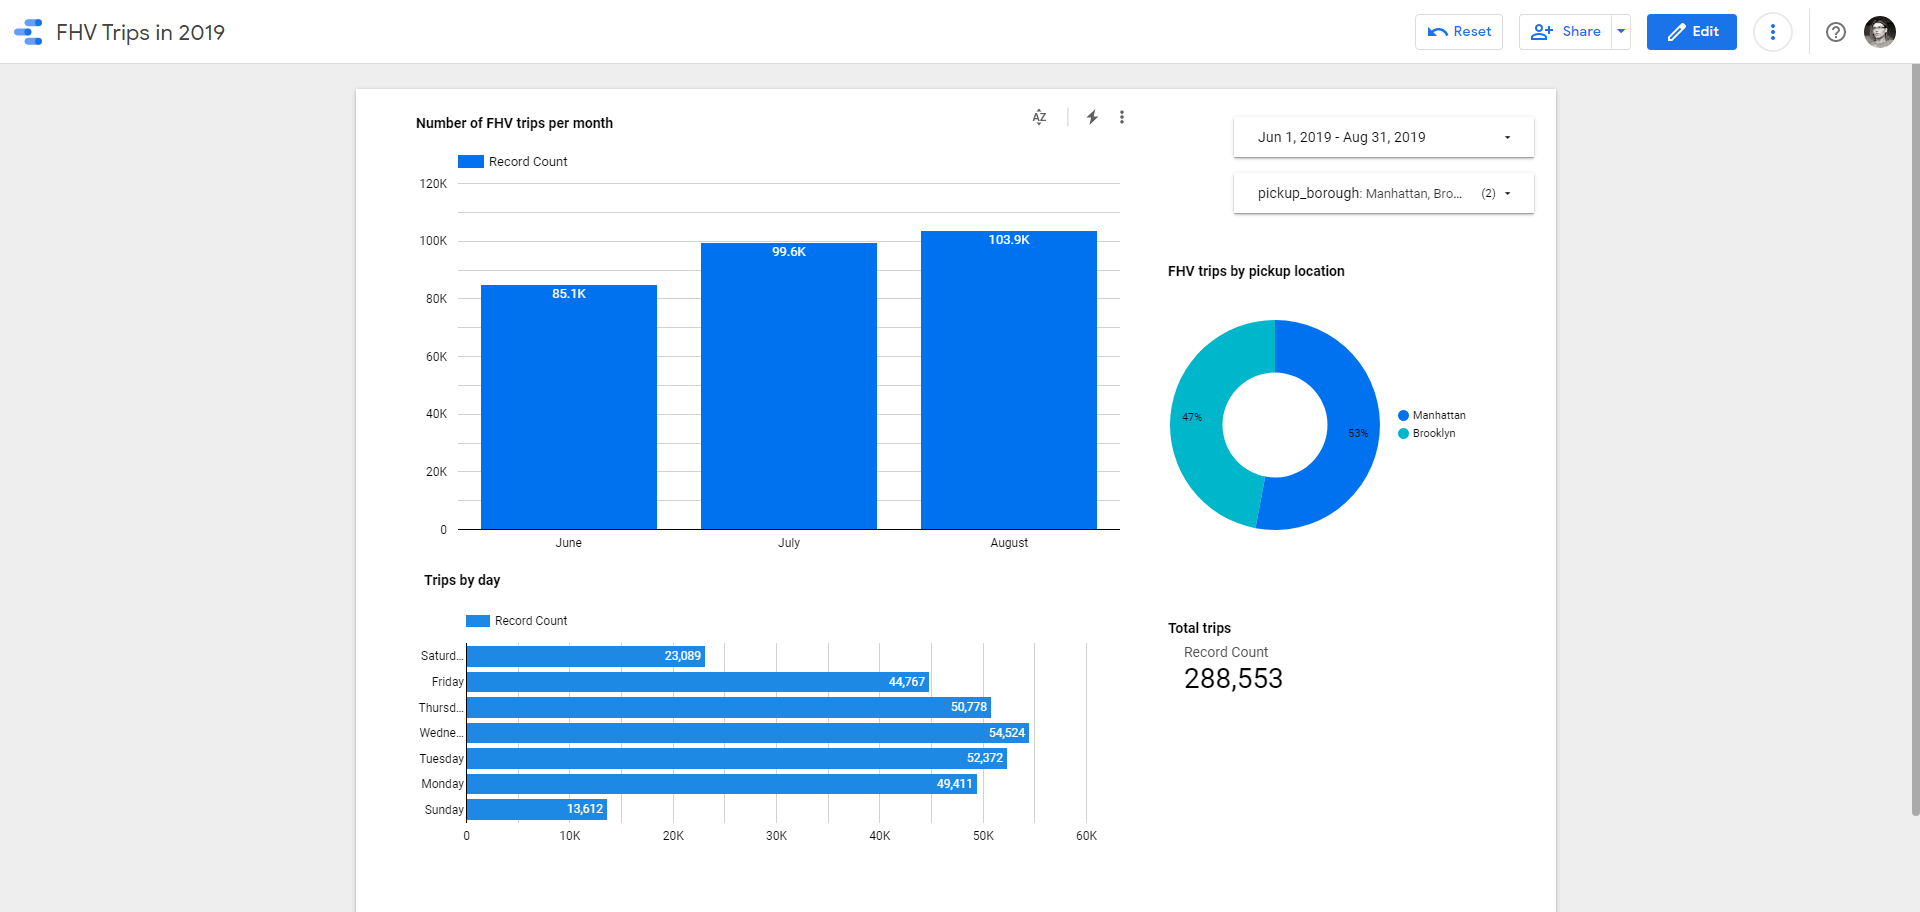 FHV Trips in 2019
Reset
Share
Edit
Number of FHV trips per month
AZ
Record Count
120K
100K
80K
60K
40K
20K
0
85.1K
99.6K
103.9K
June
July
August
Jun 1, 2019 - Aug 31, 2019
pickup_borough: Manhattan, Bro... (2)
FHV trips by pickup location
47%
53%
Manhattan
Brooklyn
Trips by day
Record Count
Saturd... 23,089
Friday 44,767
Thursd... 50,778
Wedne... 54,524
Tuesday 52,372
Monday 49,411
Sunday 13,612
0 10K 20K 30K 40K 50K 60K
Total trips
Record Count
288,553